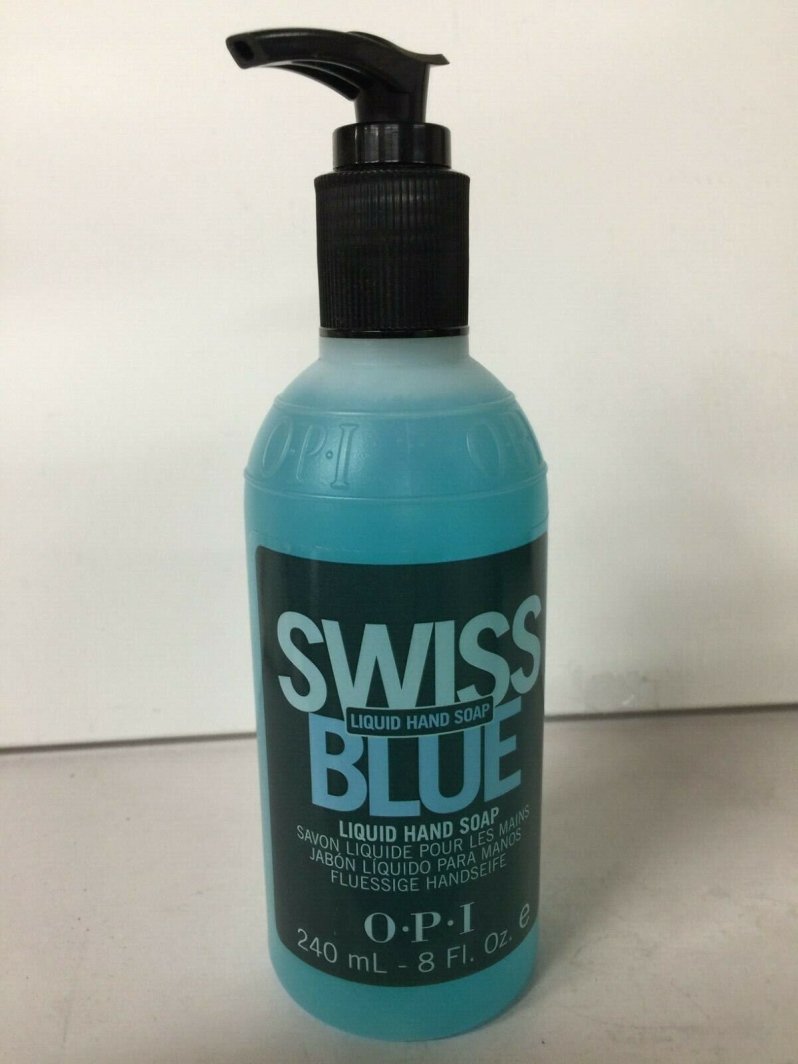 O·P·I
SWISS
LIQUID HAND SOAP
BLUE
LIQUID HAND SOAP
SAVON LIQUIDE POUR LES MAINS
JABÓN LÍQUIDO PARA MANOS
FLUESSIGE HANDSEIFE
O·P·I
240 mL - 8 Fl. Oz. e